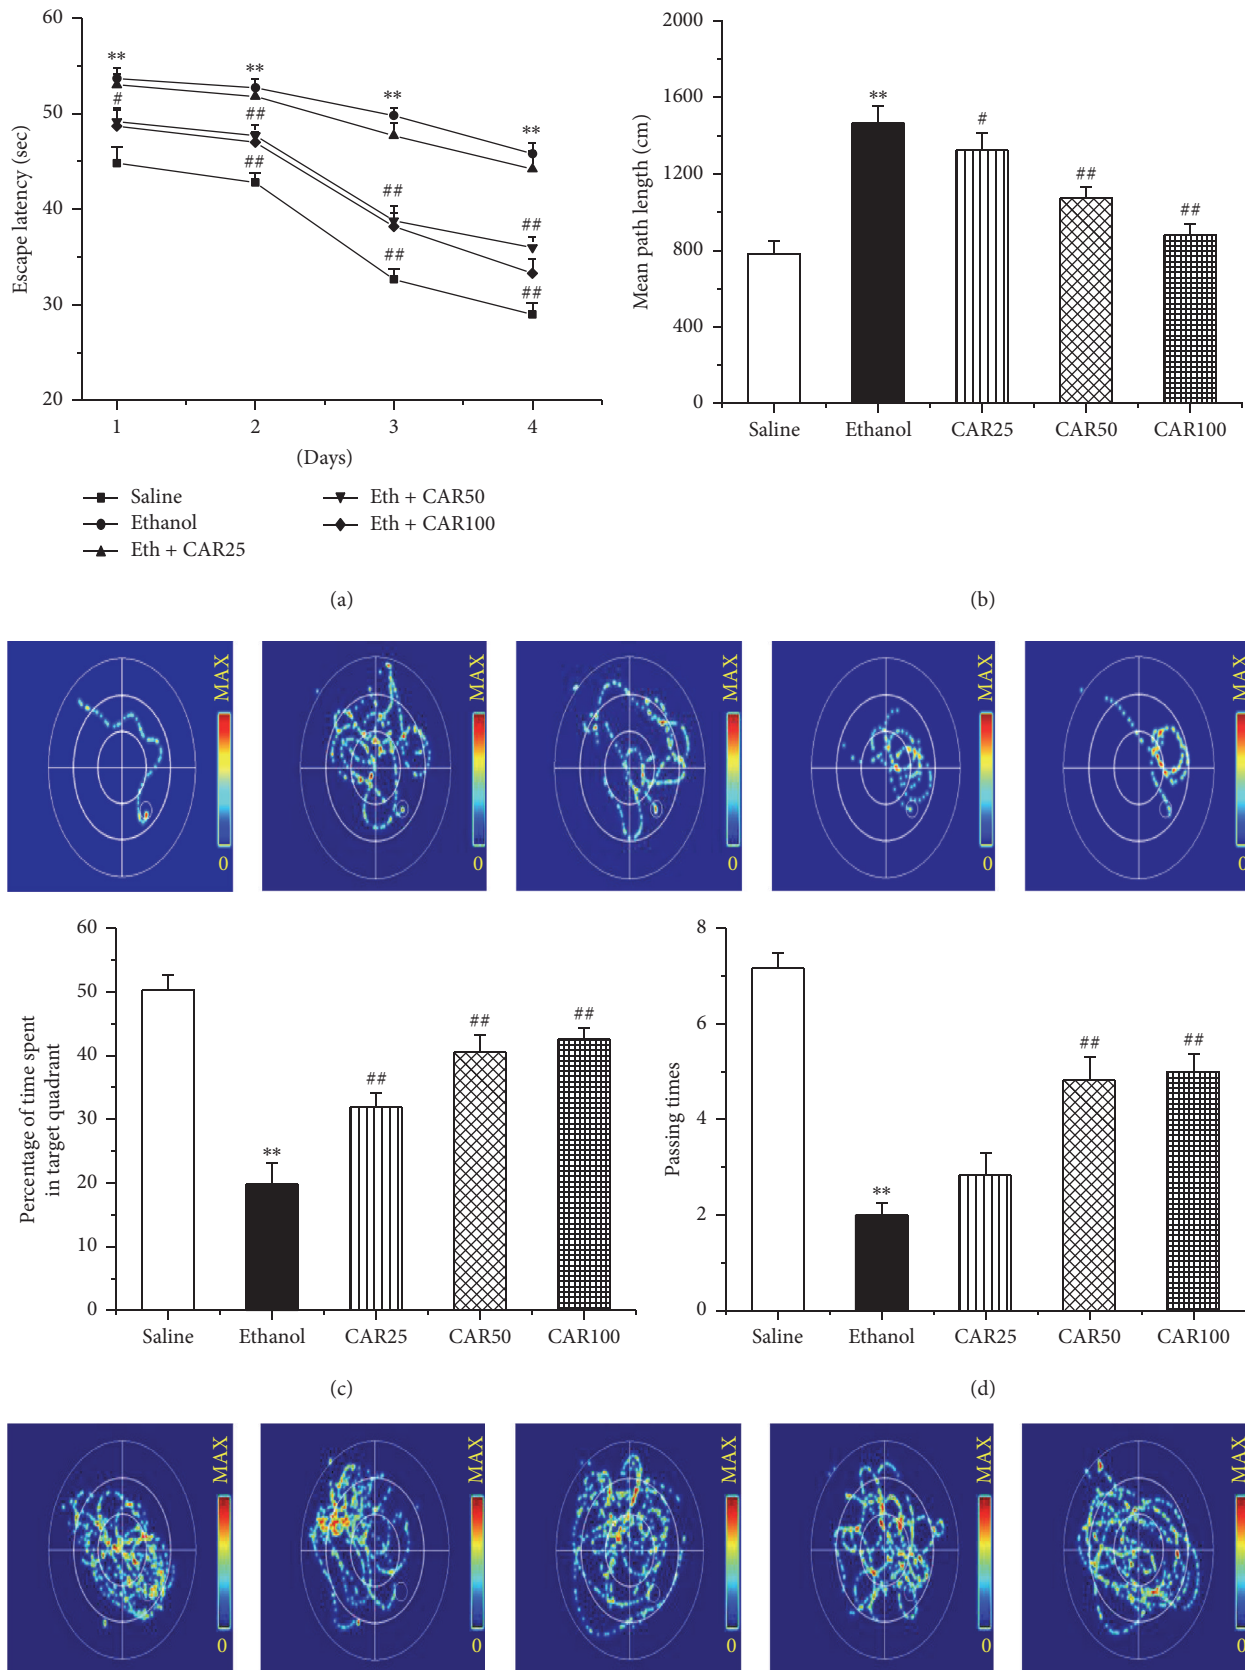 60
50
40
30
20
Escape latency (sec)
**
**
**
**
#
##
##
##
##
##
##
1
2
3
4
(Days)
Saline
Ethanol
Eth + CAR25
Eth + CAR50
Eth + CAR100
(a)
2000
1600
1200
800
400
0
Mean path length (cm)
**
#
##
##
Saline
Ethanol
CAR25
CAR50
CAR100
(b)
MAX
0
MAX
0
MAX
0
MAX
0
MAX
0
60
50
40
30
20
10
0
Percentage of time spent
in target quadrant
**
##
##
##
Saline
Ethanol
CAR25
CAR50
CAR100
(c)
8
6
4
2
0
Passing times
**
##
##
Saline
Ethanol
CAR25
CAR50
CAR100
(d)
MAX
0
MAX
0
MAX
0
MAX
0
MAX
0